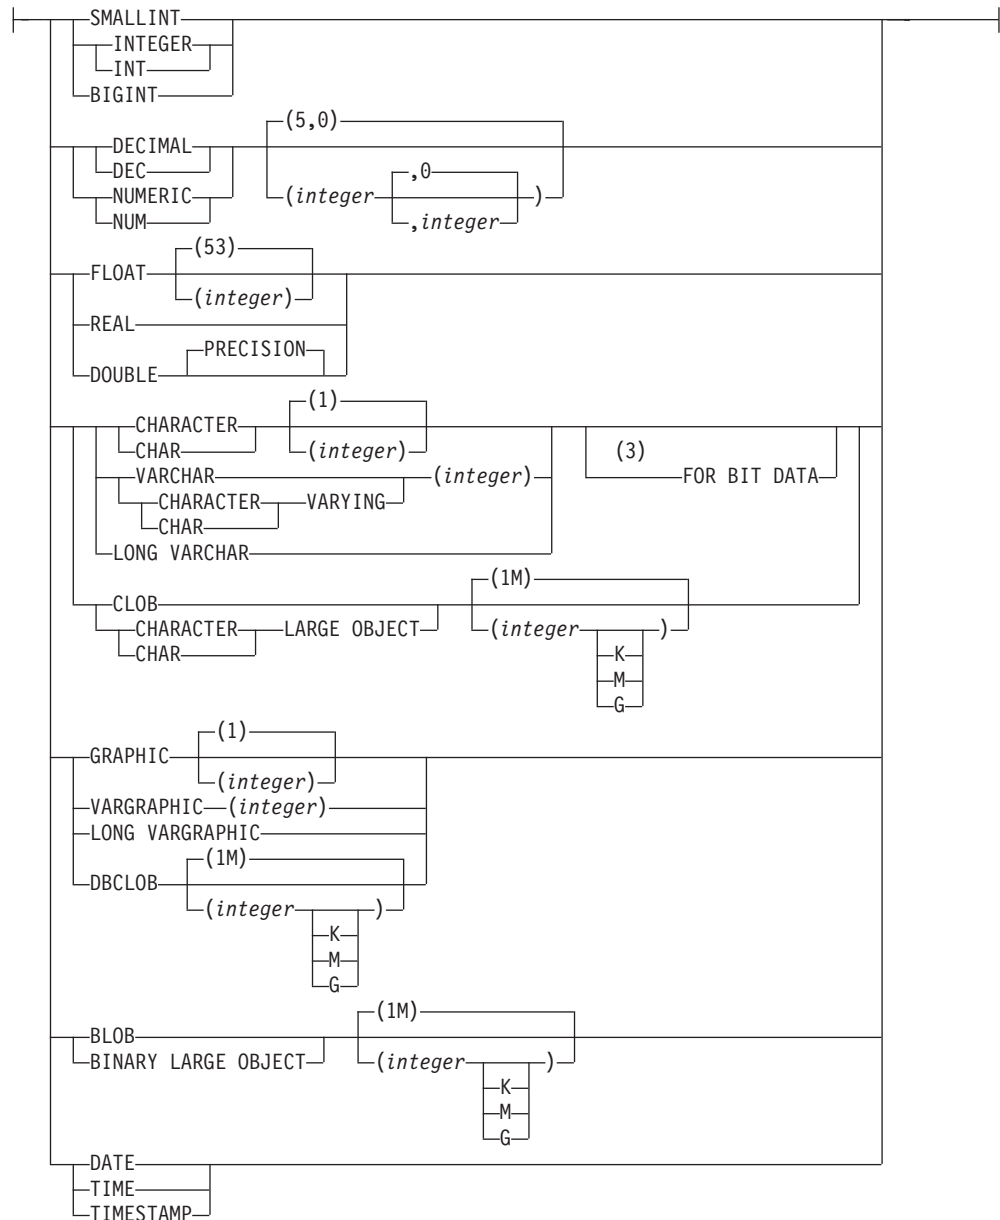 SMALLINT
INTEGER
INT
BIGINT
(5,0)
DECIMAL
DEC
(integer ,0 )
NUMERIC
,integer
NUM
(53)
FLOAT
(integer)
REAL
PRECISION
DOUBLE
(1)
CHARACTER
CHAR (integer) (3)
VARCHAR (integer) FOR BIT DATA
CHARACTER VARYING
CHAR
LONG VARCHAR
(1M)
CLOB
CHARACTER LARGE OBJECT (integer )
CHAR K
M
G
(1)
GRAPHIC
(integer)
VARGRAPHIC (integer)
LONG VARGRAPHIC
(1M)
DBCLOB
(integer )
K
M
G
(1M)
BLOB
BINARY LARGE OBJECT (integer )
K
M
G
DATE
TIME
TIMESTAMP